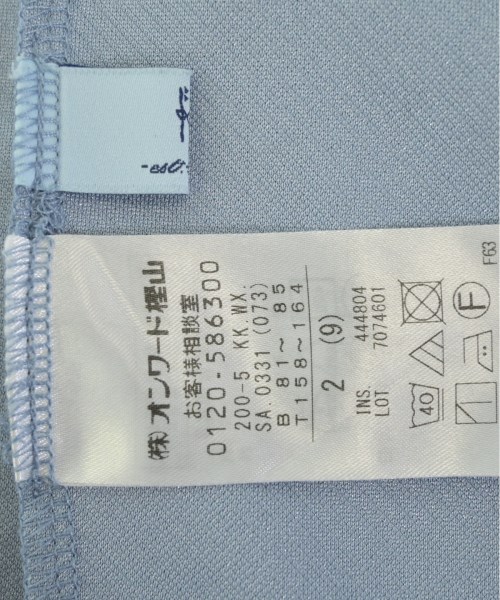 (株)オンワード樫山
お客様相談室
0120-586300
200-5 KK WX.
SA. 0331 (073)
B 81～ 85
T 158～164
2 (9)
INS. 444804
LOT 7074601
40
F
F63